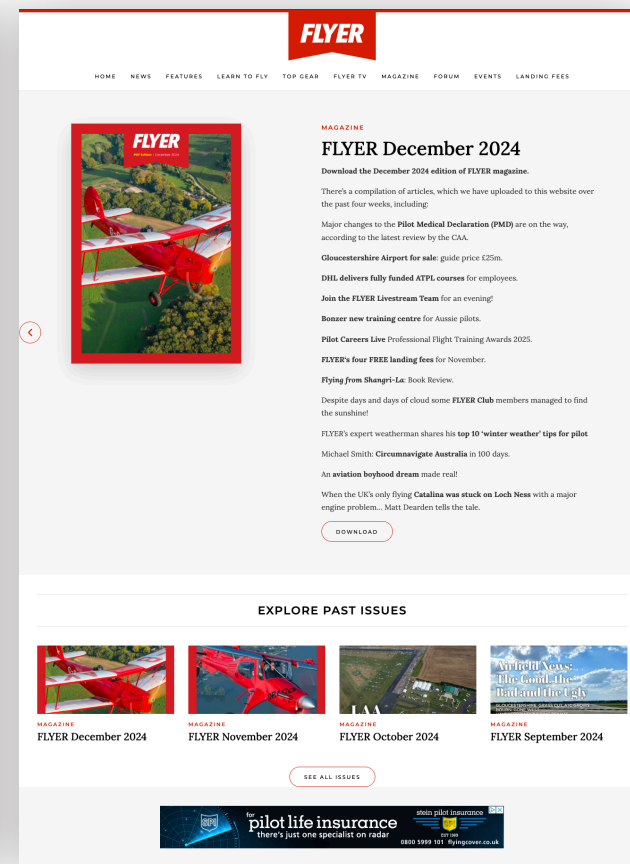 FLYER
HOME NEWS FEATURES LEARN TO FLY TOP GEAR FLYER TV MAGAZINE FORUM EVENTS LANDING FEES
FLYER
December 2024
MAGAZINE
FLYER December 2024
Download the December 2024 edition of FLYER magazine.
There's a compilation of articles, which we have uploaded to this website over
the past four weeks, including:
Major changes to the Pilot Medical Declaration (PMD) are on the way,
according to the latest review by the CAA.
Gloucestershire Airport for sale: guide price £25m.
DHL delivers fully funded ATPL courses for employees.
Join the FLYER Livestream Team for an evening!
Bonzer new training centre for Aussie pilots.
Pilot Careers Live Professional Flight Training Awards 2025.
FLYER's four FREE landing fees for November.
Flying from Shangri-La: Book Review.
Despite days and days of cloud some FLYER Club members managed to find
the sunshine!
FLYER's expert weatherman shares his top 10 'winter weather' tips for pilot
Michael Smith: Circumnavigate Australia in 100 days.
An aviation boyhood dream made real!
When the UK's only flying Catalina was stuck on Loch Ness with a major
engine problem... Matt Dearden tells the tale.
DOWNLOAD
EXPLORE PAST ISSUES
LAA
Airfield News:
The Good, the
Bad and the Ugly
MAGAZINE
FLYER December 2024
MAGAZINE
FLYER November 2024
MAGAZINE
FLYER October 2024
MAGAZINE
FLYER September 2024
SEE ALL ISSUES
for pilot life insurance
there's just one specialist on radar
stein pilot insurance
SPI
EST 1988
0800 5999 101 flyingcover.co.uk